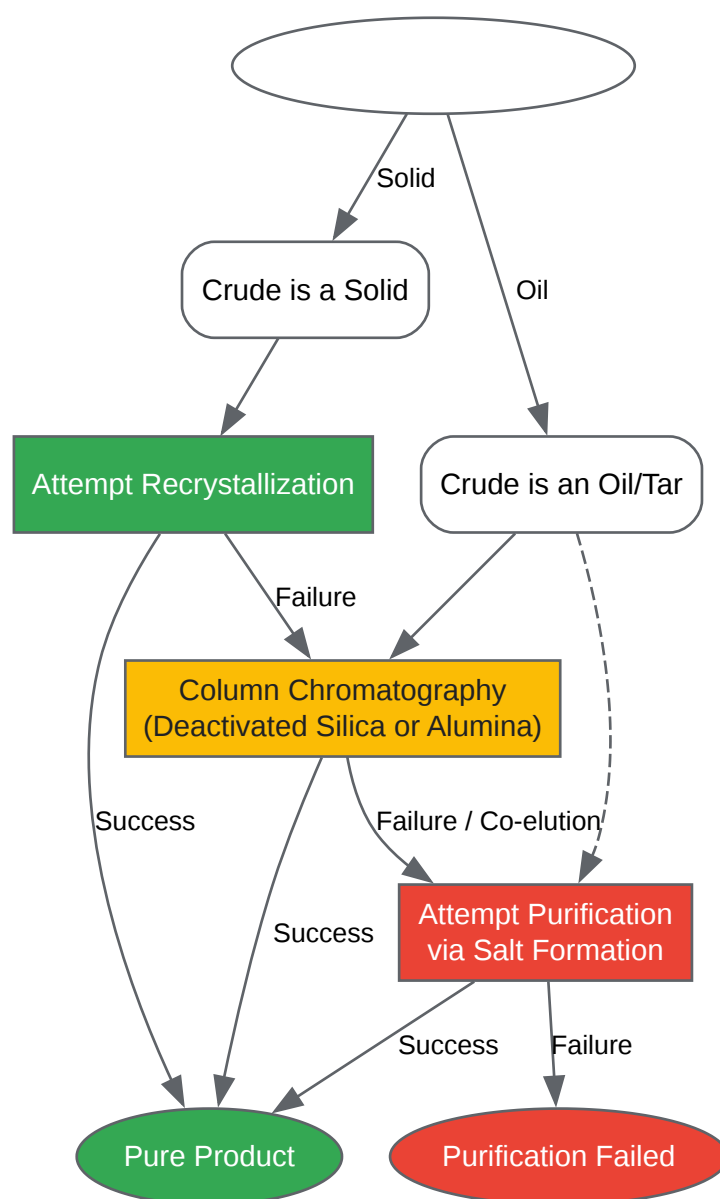 Solid
Crude is a Solid
Oil
Attempt Recrystallization
Crude is an Oil/Tar
Failure
Column Chromatography
(Deactivated Silica or Alumina)
Success
Failure / Co-elution
Attempt Purification
via Salt Formation
Success
Success
Failure
Pure Product
Purification Failed